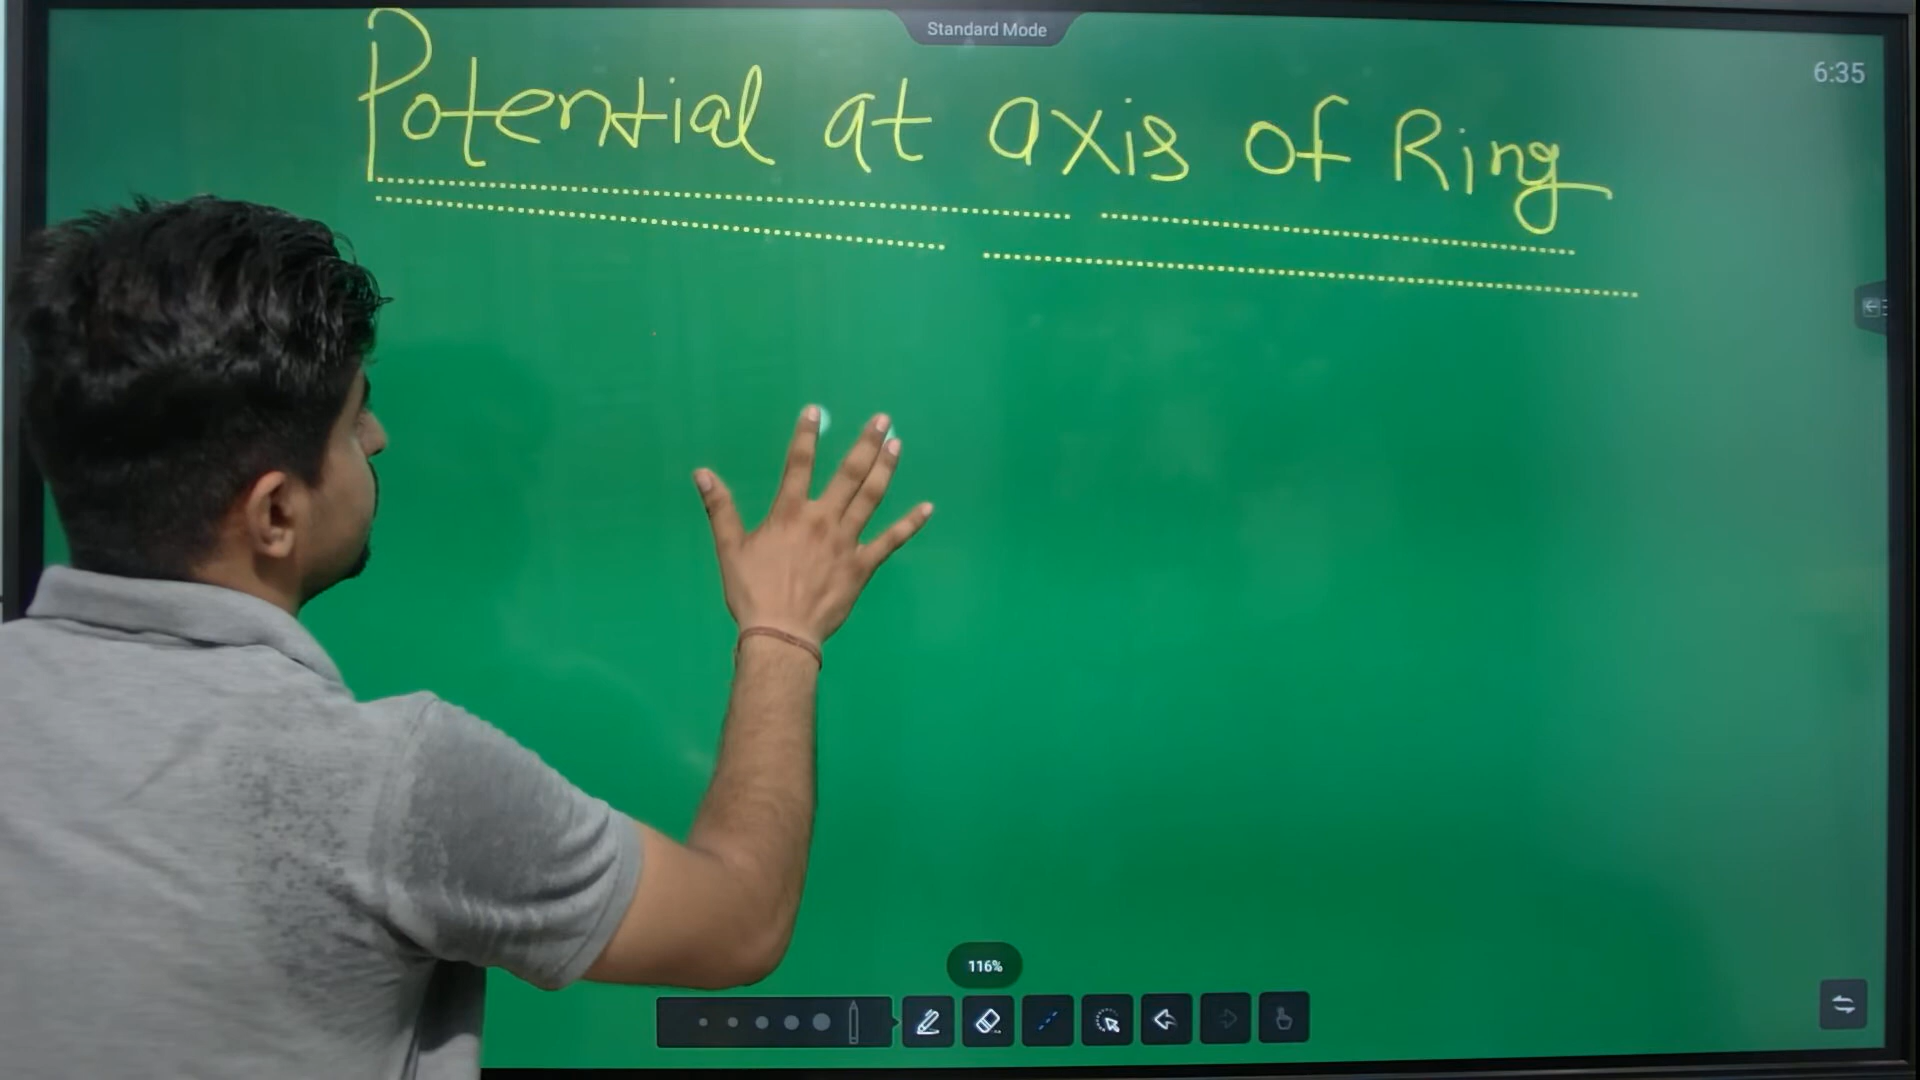 Standard Mode
6:35
Potential at axis of Ring
116%